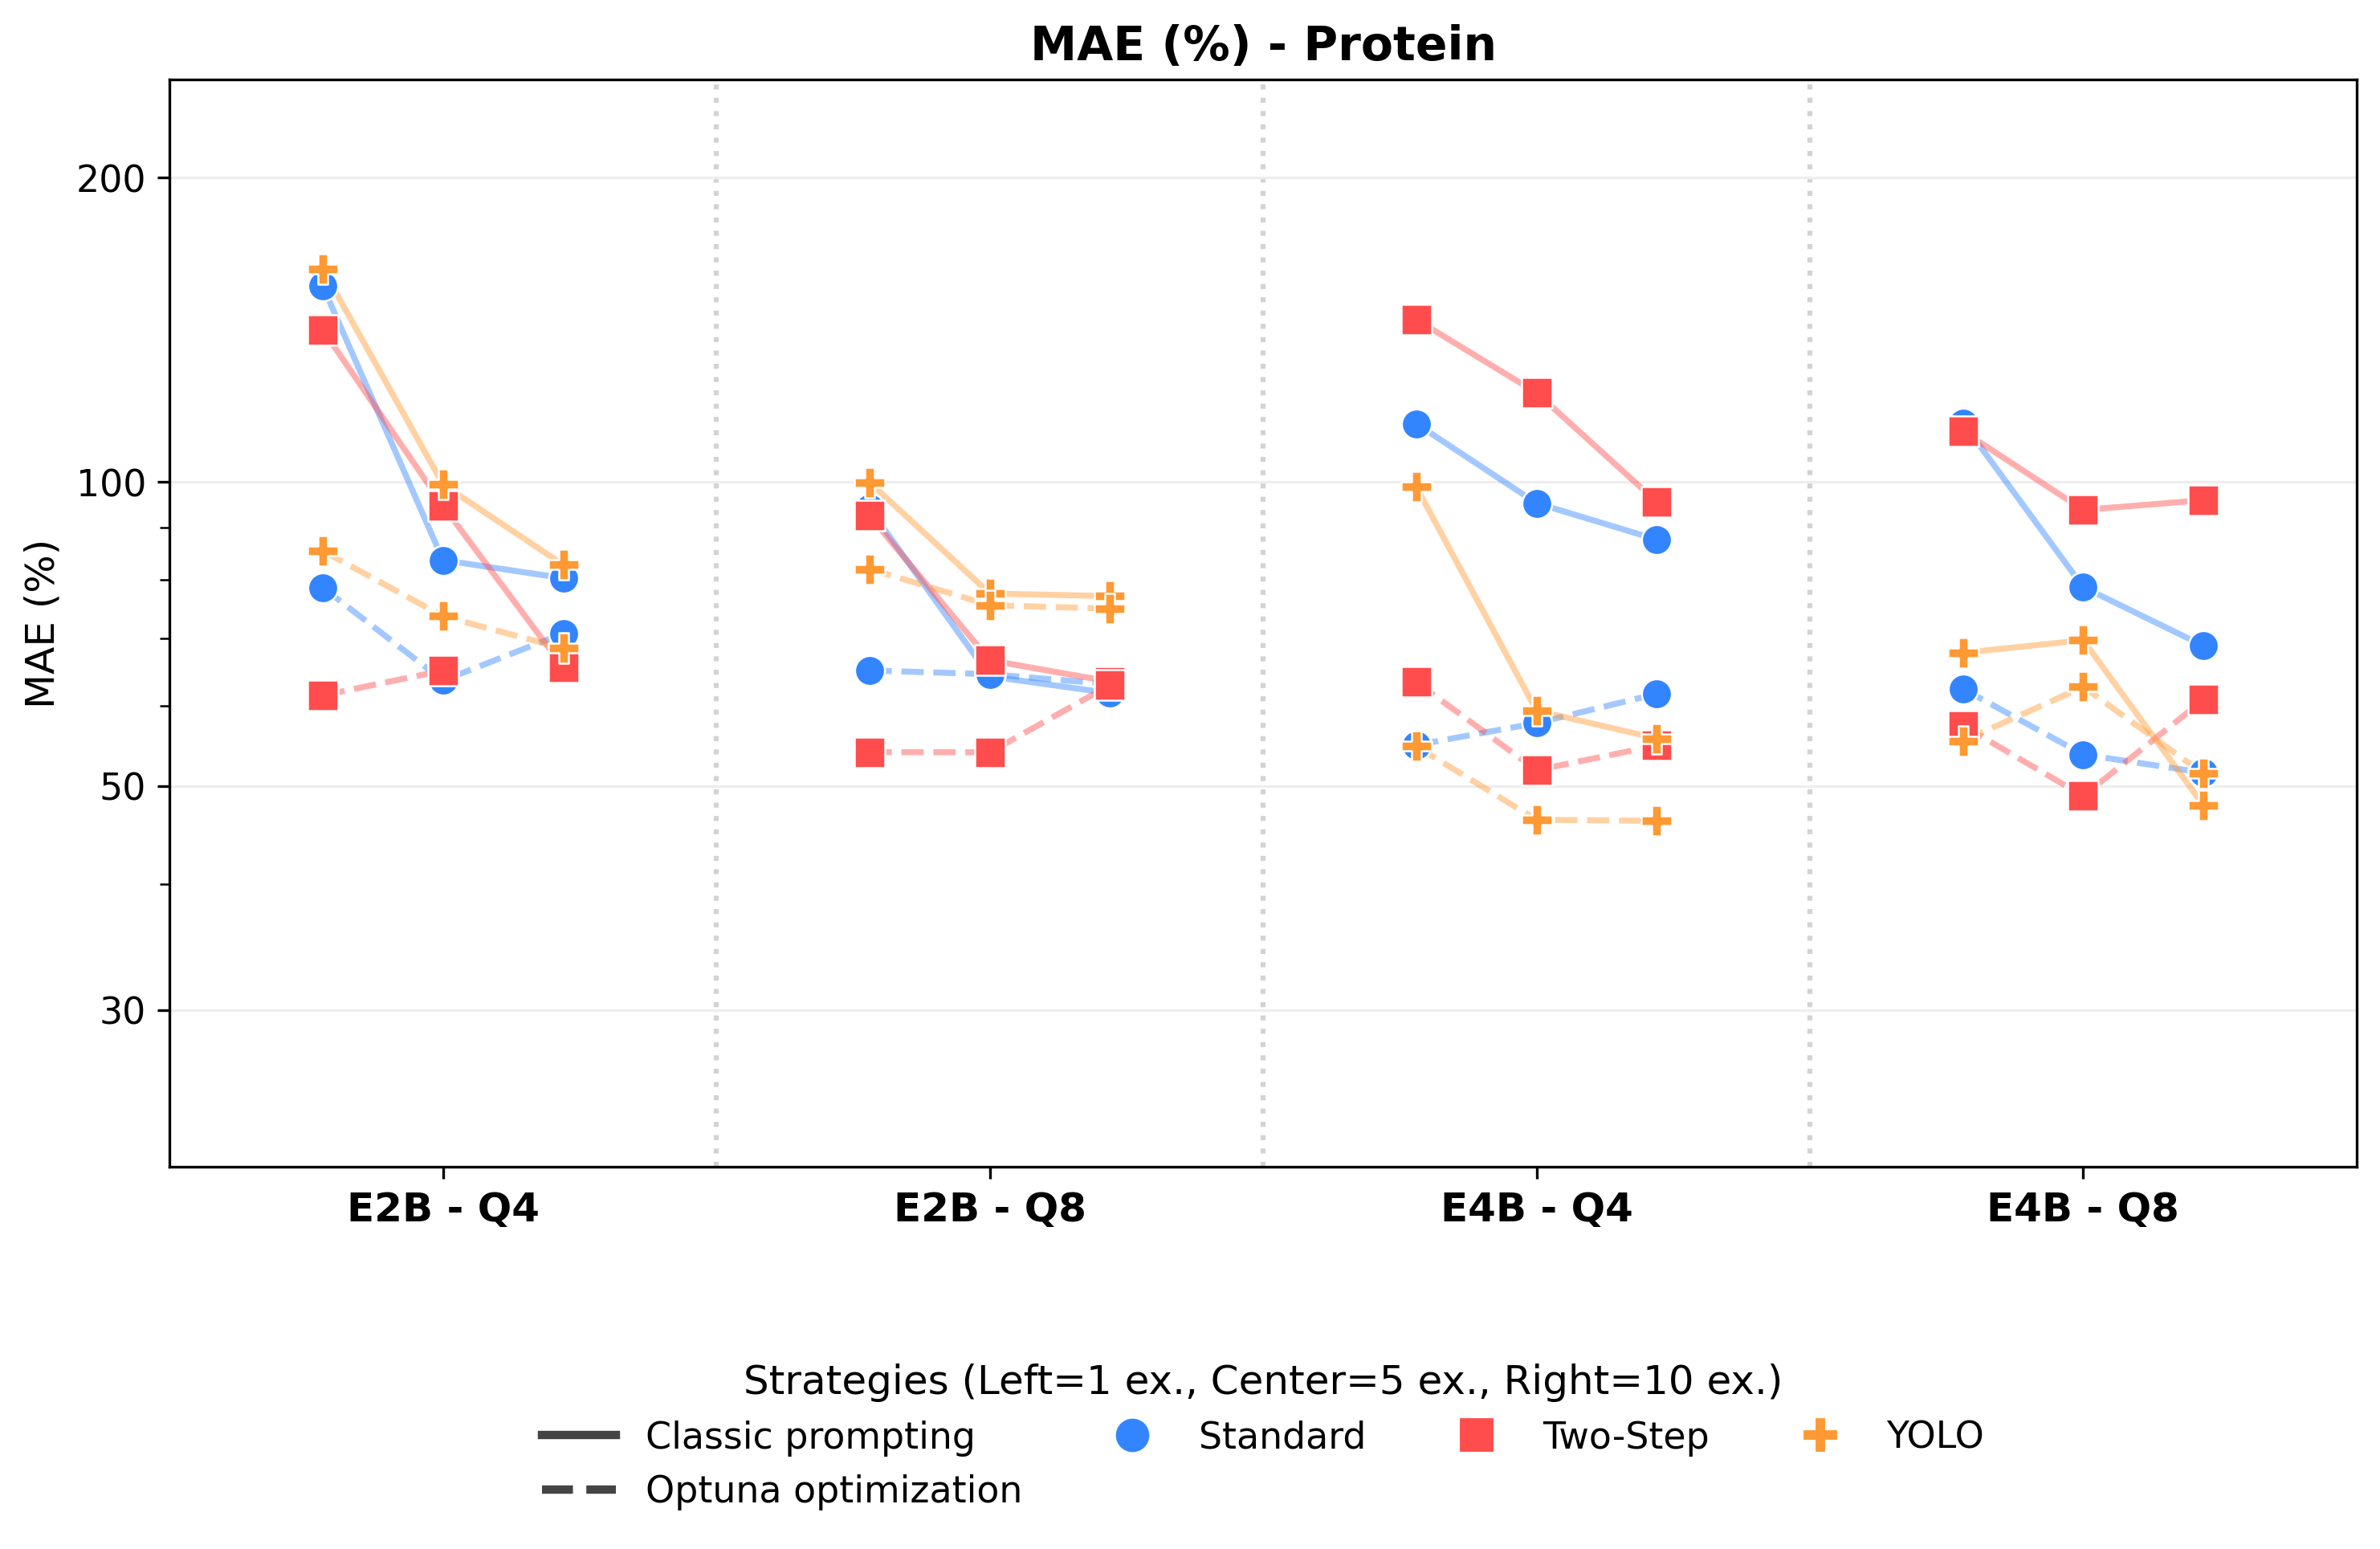 MAE (%) - Protein
MAE (%)
200
100
50
30
E2B - Q4
E2B - Q8
E4B - Q4
E4B - Q8
Strategies (Left=1 ex., Center=5 ex., Right=10 ex.)
Classic prompting
Optuna optimization
Standard
Two-Step
YOLO